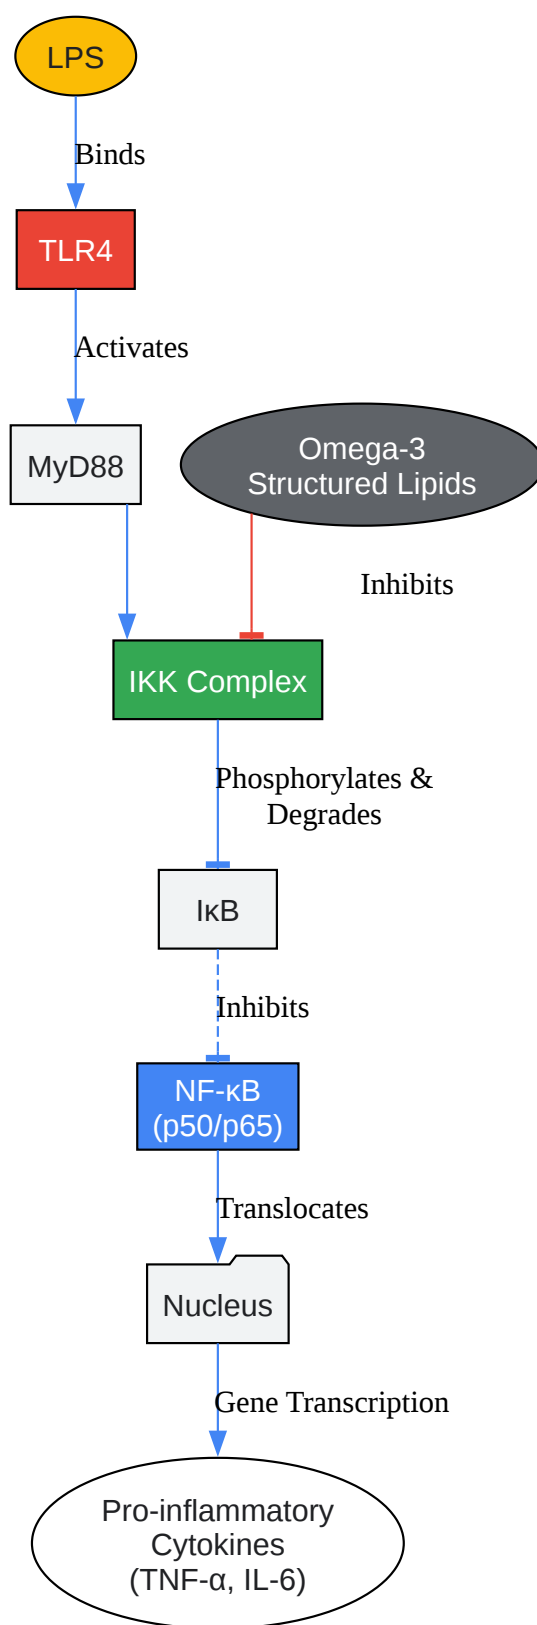 LPS
Binds
TLR4
Activates
MyD88
Omega-3
Structured Lipids
Inhibits
IKK Complex
Phosphorylates &
Degrades
IκB
Inhibits
NF-κB
(p50/p65)
Translocates
Nucleus
Gene Transcription
Pro-inflammatory
Cytokines
(TNF-α, IL-6)